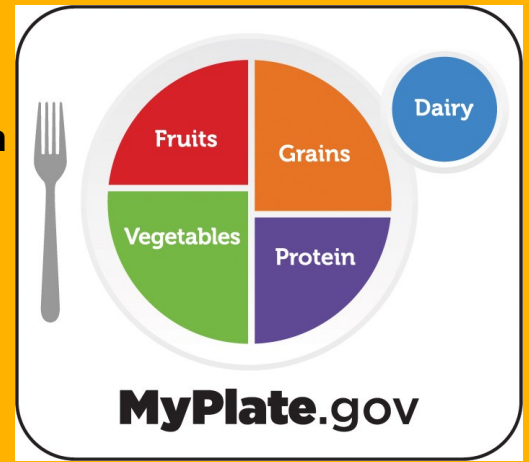 Fruits
Grains
Dairy
Vegetables
Protein
MyPlate.gov